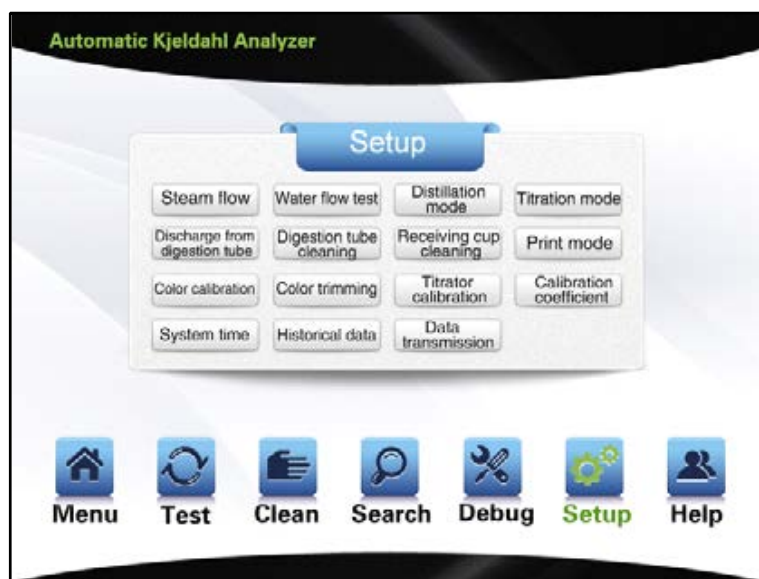 Automatic Kjeldahl Analyzer
Setup
Steam flow
Water flow test
Distillation
mode
Titration mode
Discharge from
digestion tube
Digestion tube
cleaning
Receiving cup
cleaning
Print mode
Color calibration
Color trimming
Titrator
calibration
Calibration
coefficient
System time
Historical data
Data
transmission
Menu
Test
Clean
Search
Debug
Setup
Help